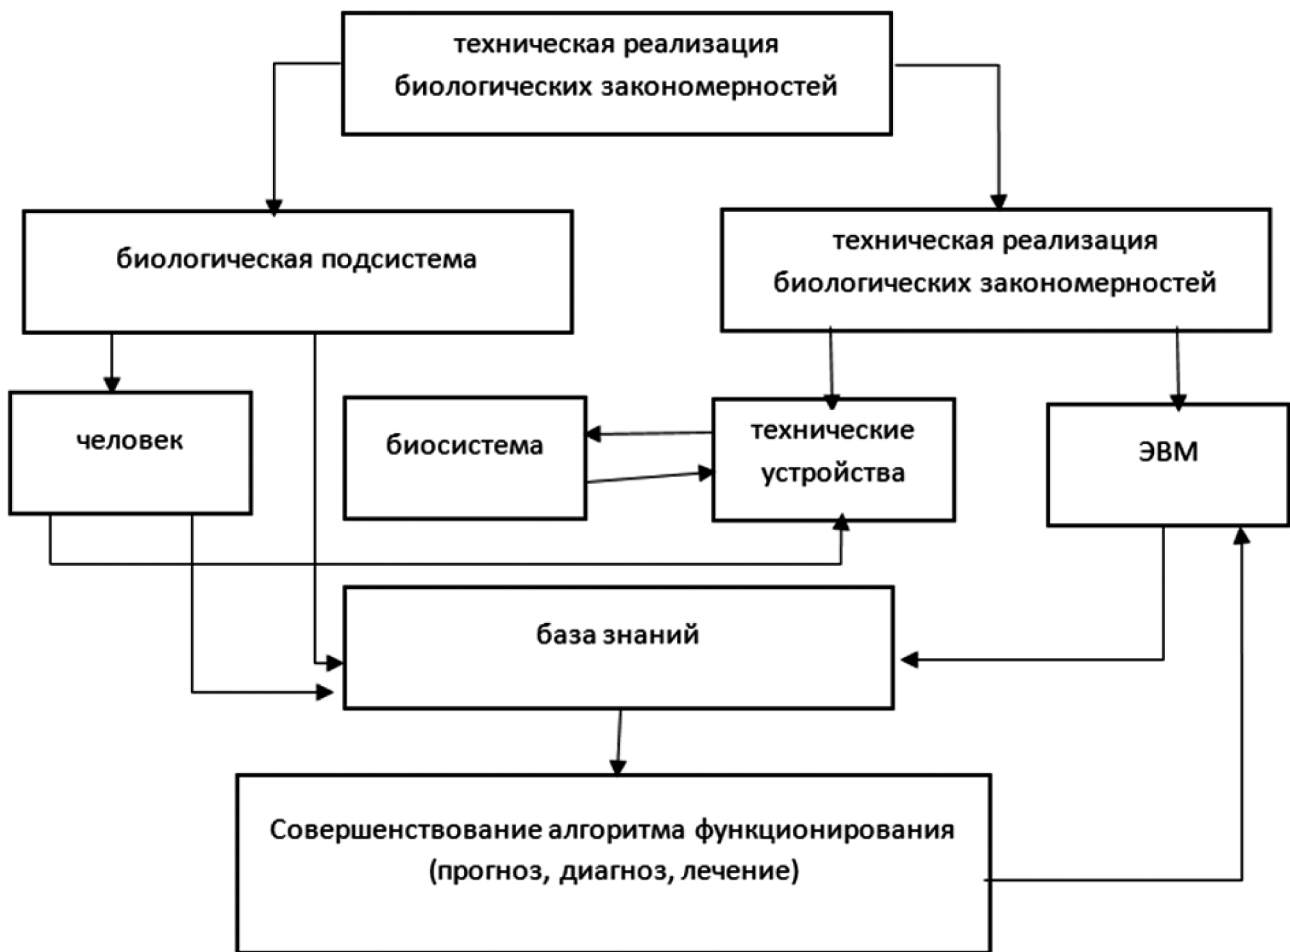 техническая реализация
биологических закономерностей
биологическая подсистема
техническая реализация
биологических закономерностей
человек
биосистема
технические
устройства
ЭВМ
база знаний
Совершенствование алгоритма функционирования
(прогноз, диагноз, лечение)